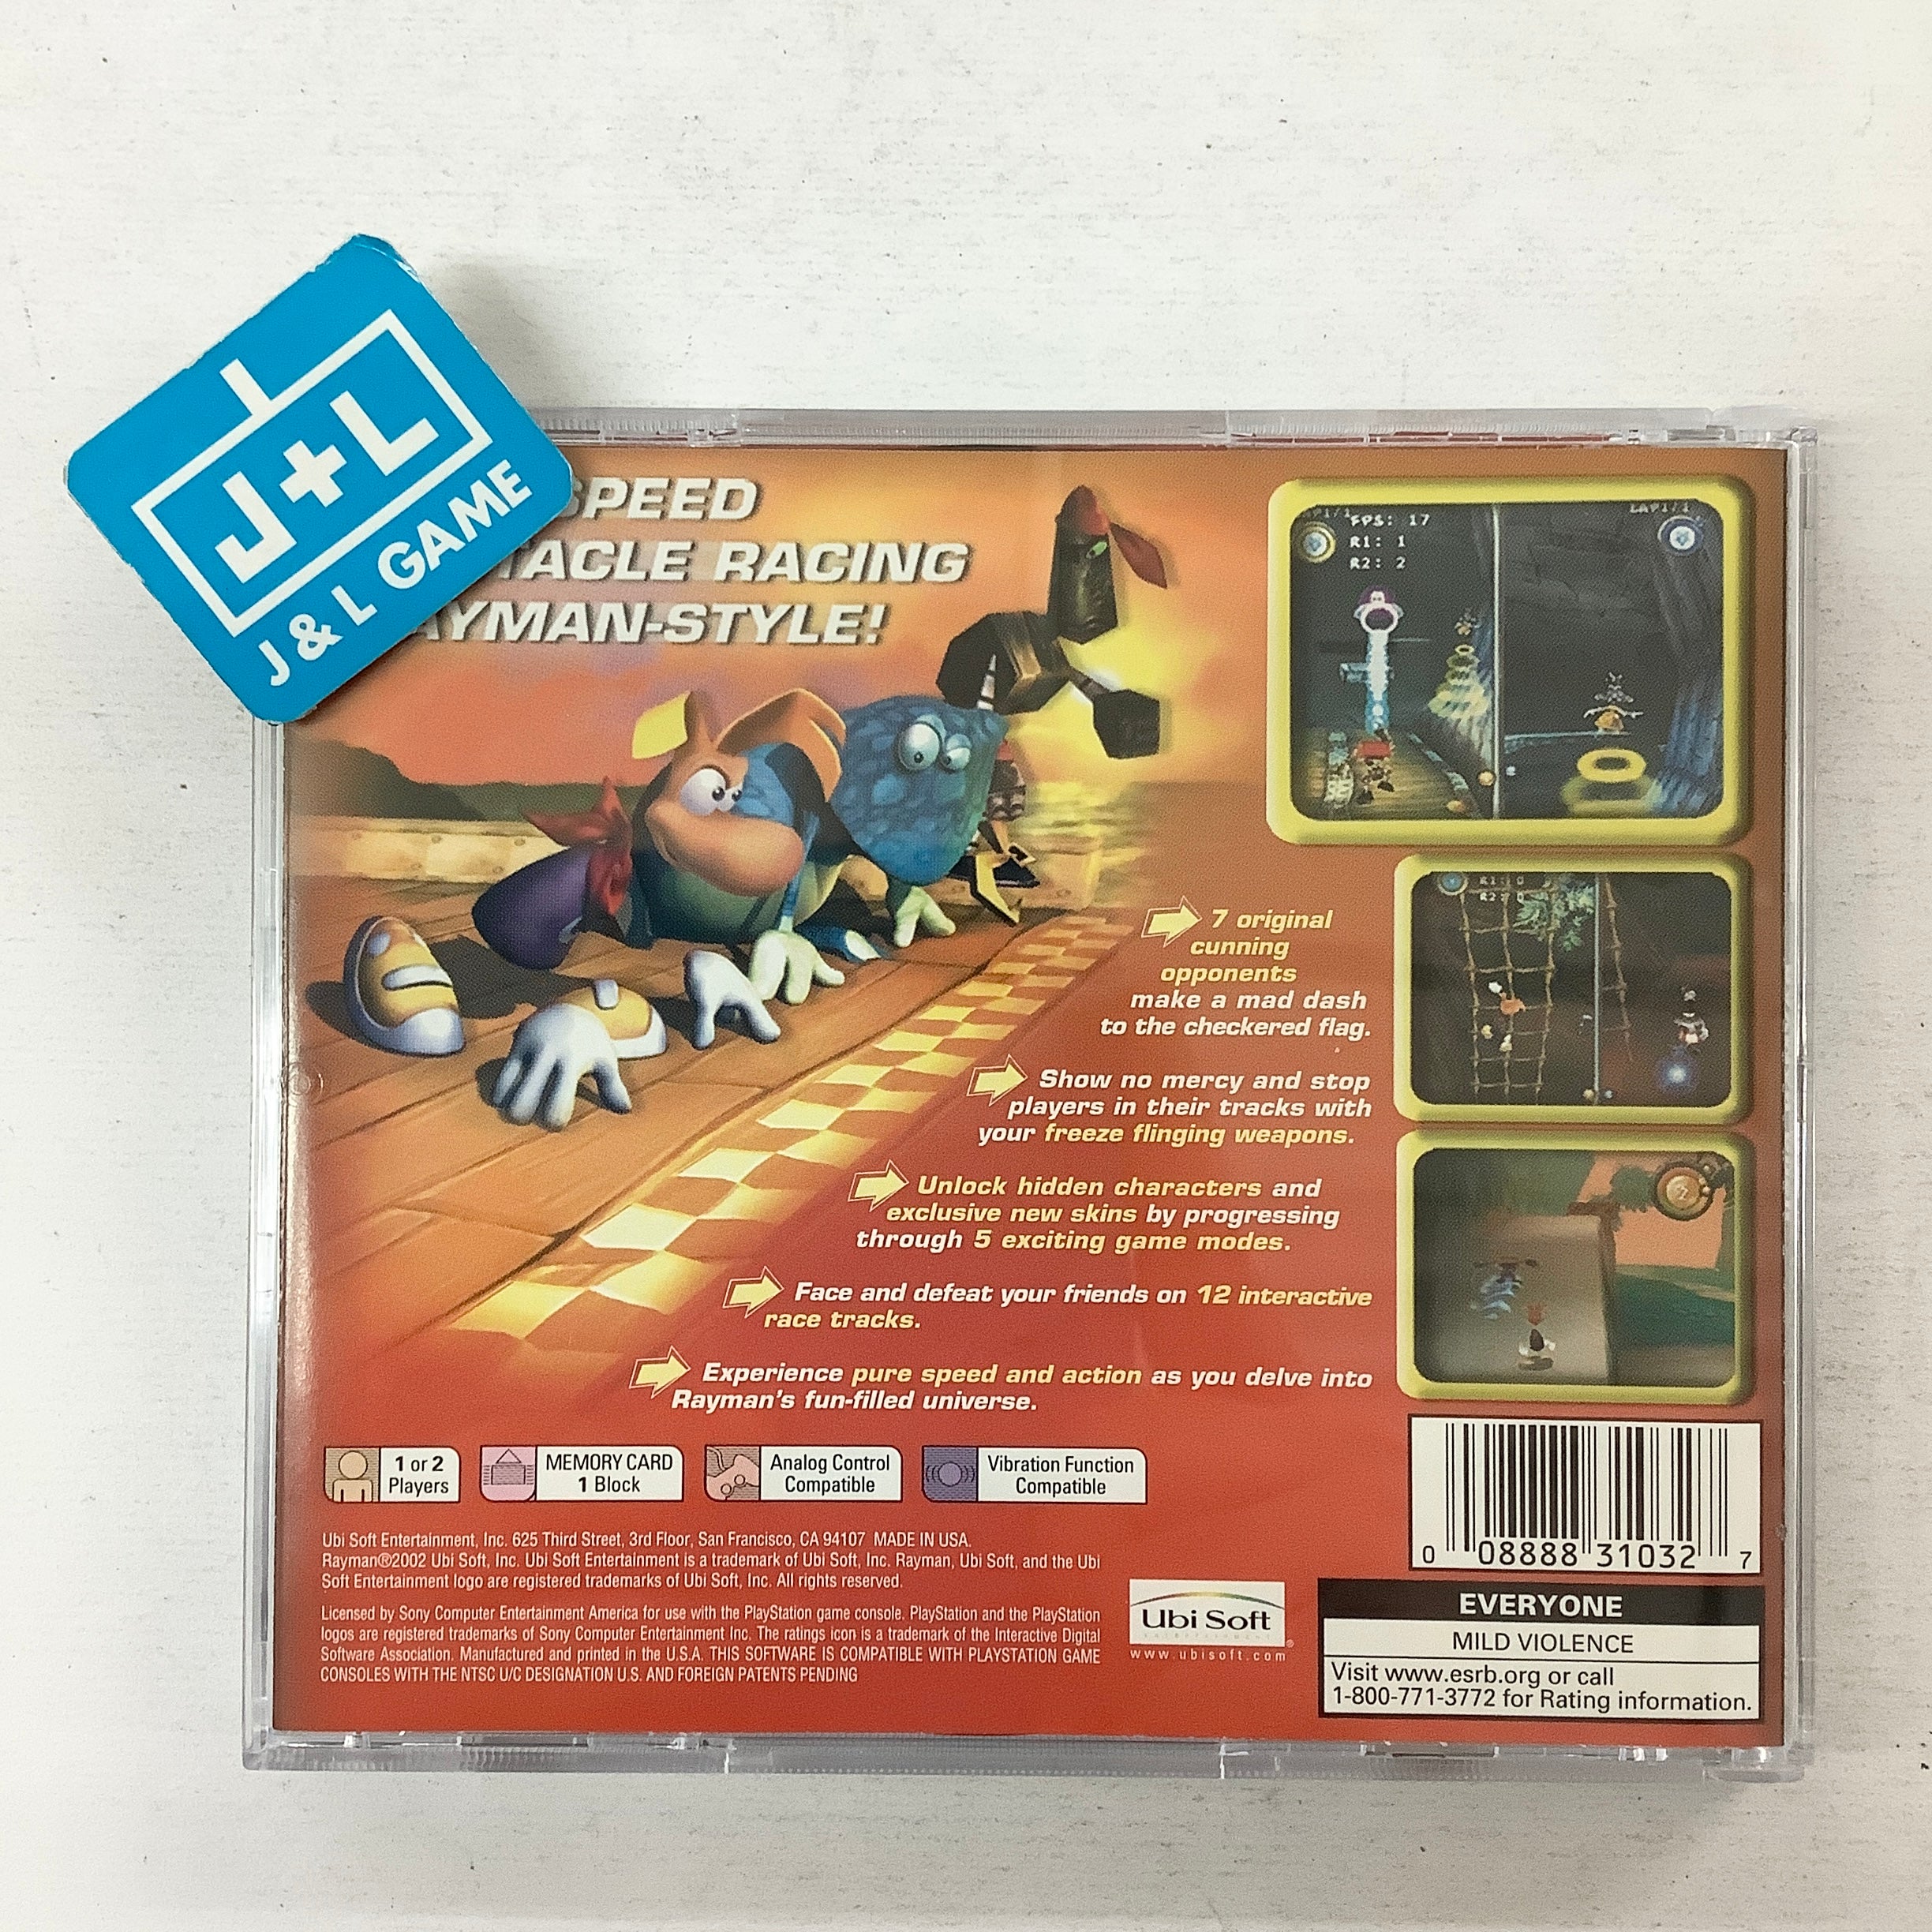 J+L
J & L GAME
SPEED
TACLE RACING
AYMAN-STYLE!
LAP1/1
FPS: 17
R1: 1
R2: 2
7 original
cunning
opponents
make a mad dash
to the checkered flag.
Show no mercy and stop
players in their tracks with
your freeze flinging weapons.
Unlock hidden characters and
exclusive new skins by progressing
through 5 exciting game modes.
Face and defeat your friends on 12 interactive
race tracks.
Experience pure speed and action as you delve into
Rayman's fun-filled universe.
1 or 2
Players
MEMORY CARD
1 Block
Analog Control
Compatible
Vibration Function
Compatible
Ubi Soft Entertainment, Inc. 625 Third Street, 3rd Floor, San Francisco, CA 94107 MADE IN USA.
Rayman®2002 Ubi Soft, Inc. Ubi Soft Entertainment is a trademark of Ubi Soft, Inc. Rayman, Ubi Soft, and the Ubi
Soft Entertainment logo are registered trademarks of Ubi Soft, Inc. All rights reserved.
Licensed by Sony Computer Entertainment America for use with the PlayStation game console. PlayStation and the PlayStation
logos are registered trademarks of Sony Computer Entertainment Inc. The ratings icon is a trademark of the Interactive Digital
Software Association. Manufactured and printed in the U.S.A. THIS SOFTWARE IS COMPATIBLE WITH PLAYSTATION GAME
CONSOLES WITH THE NTSC U/C DESIGNATION U.S. AND FOREIGN PATENTS PENDING
Ubi Soft
ENTERTAINMENT
www.ubisoft.com
0 08888 31032 7
EVERYONE
MILD VIOLENCE
Visit www.esrb.org or call
1-800-771-3772 for Rating information.